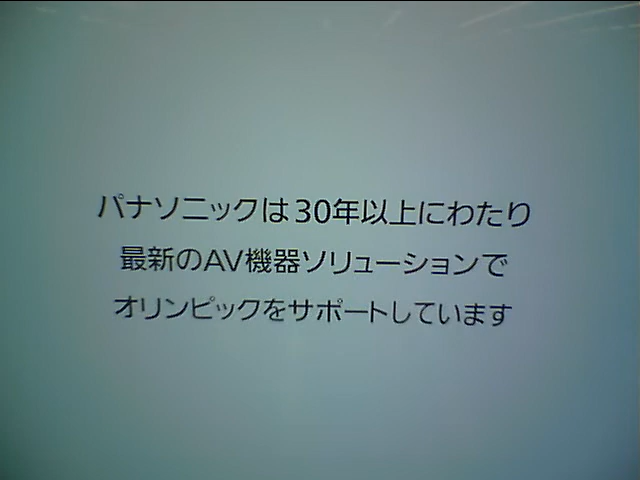 パナソニックは30年以上にわたり
最新のAV機器ソリューションで
オリンピックをサポートしています